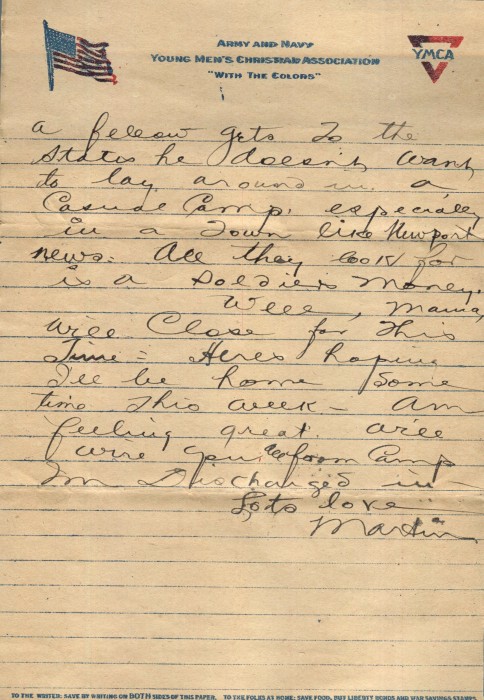 ARMY AND NAVY
YOUNG MEN'S CHRISTIAN ASSOCIATION
"WITH THE COLORS"
YMCA
a fellow gets to the
States he doesn't want
to lay around in a
Casual Camp, especially
in a Town like Newport
news. All they look for
is a Soldiers Money.
Well, Mama,
will Close for This
Time - Heres hoping
I'll be home some
time This week - Am
feeling great. Will
wire you from Camp
Im Discharged in -
Lots love
Martin
TO THE WRITER: SAVE BY WRITING ON BOTH SIDES OF THIS PAPER. TO THE FOLKS AT HOME: SAVE FOOD, BUY LIBERTY BONDS AND WAR SAVINGS STAMPS